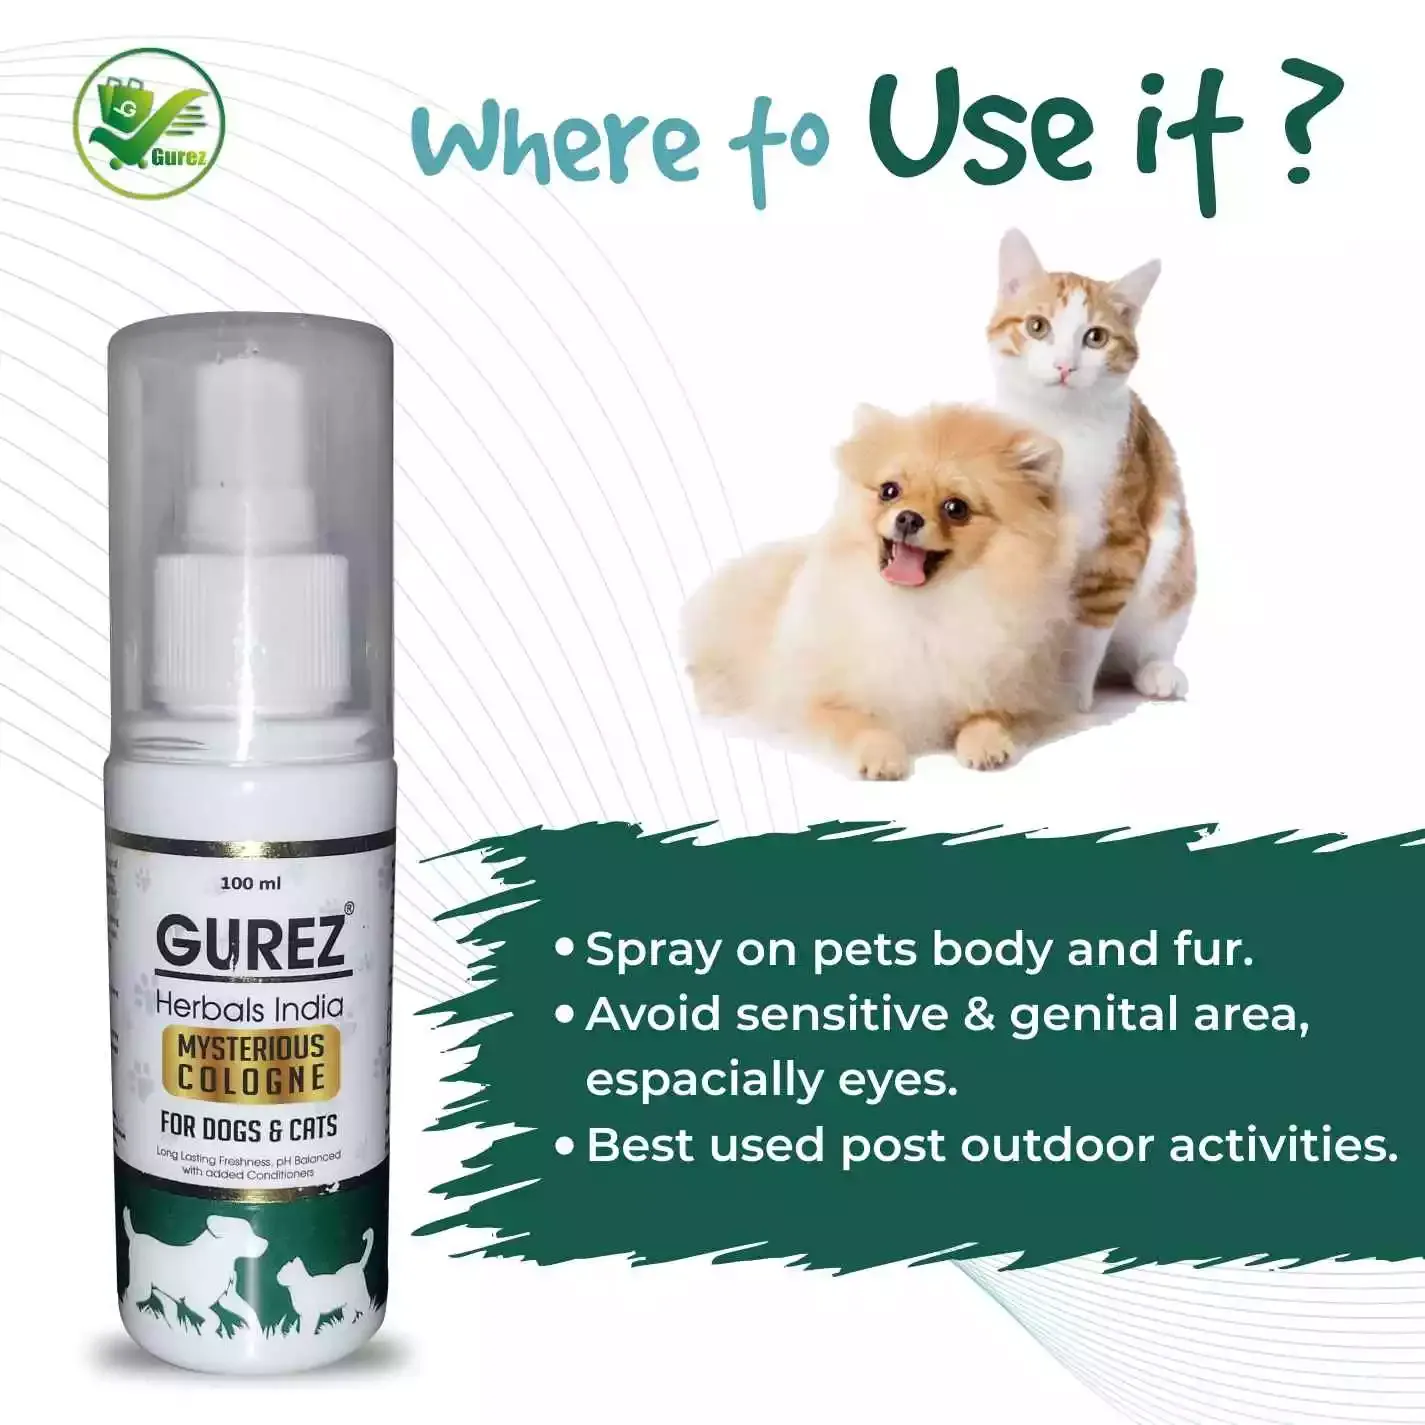 G
Gurez
Where to Use it?
100 ml
GUREZ®
Herbals India
MYSTERIOUS
COLOGNE
FOR DOGS & CATS
Long Lasting Freshness, pH Balanced
with added Conditioners
• Spray on pets body and fur.
• Avoid sensitive & genital area,
espacially eyes.
• Best used post outdoor activities.